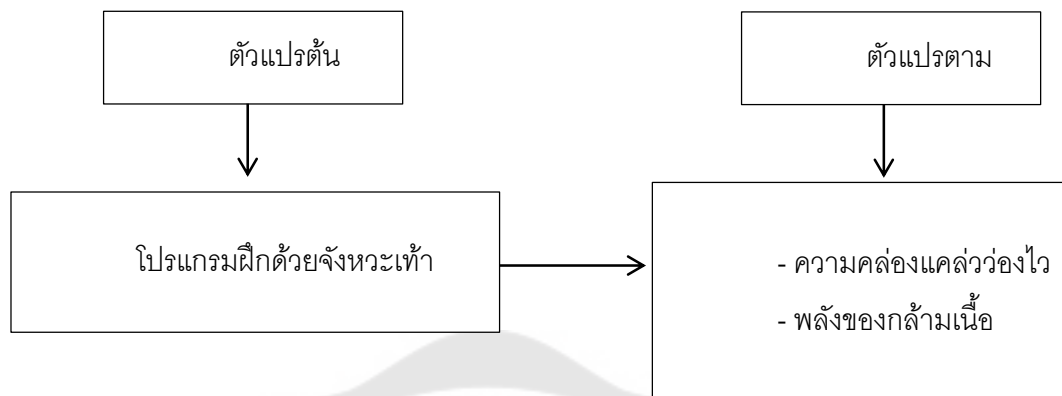 ตัวแปรต้น
ตัวแปรตาม
โปรแกรมฝึกด้วยจังหวะเท้า
- ความคล่องแคล่วว่องไว
- พลังของกล้ามเนื้อ